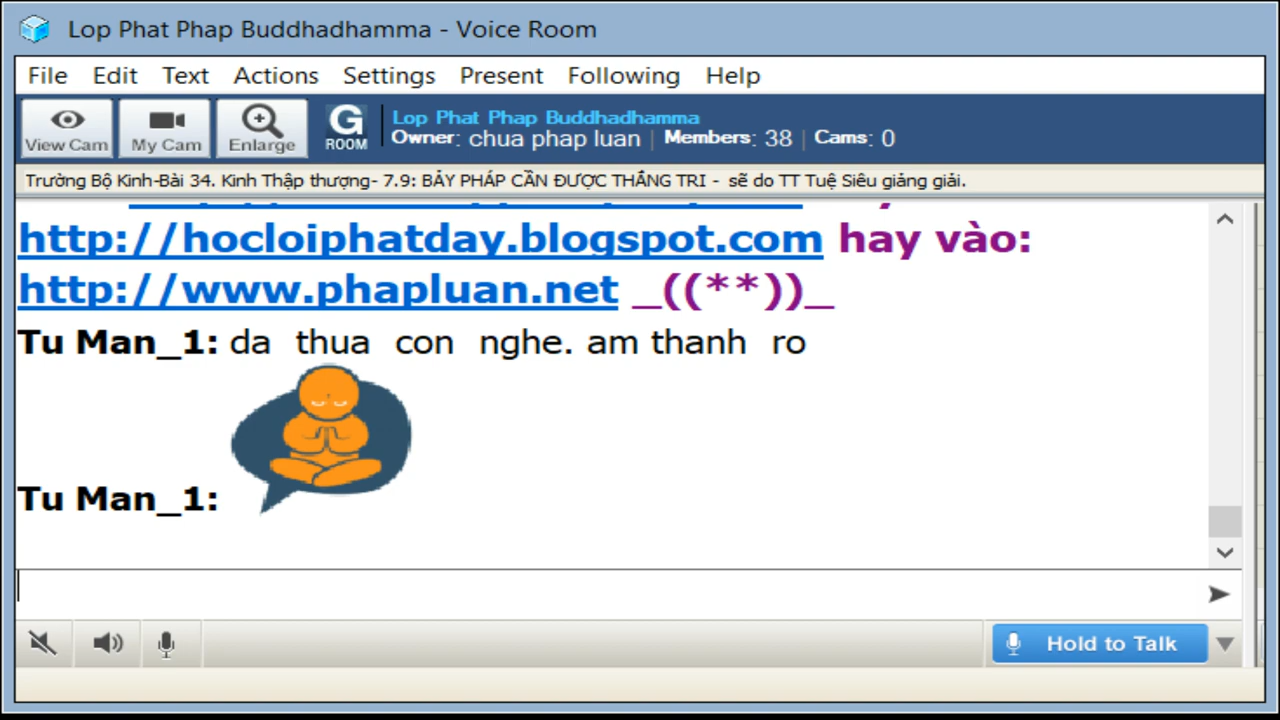 Lop Phat Phap Buddhadhamma - Voice Room
File Edit Text Actions Settings Present Following Help
View Cam My Cam Enlarge G ROOM
Lop Phat Phap Buddhadhamma
Owner: chua phap luan | Members: 38 | Cams: 0
Trường Bộ Kinh-Bài 34. Kinh Thập thượng- 7.9: BẢY PHÁP CẦN ĐƯỢC THẮNG TRI - sẽ do TT Tuệ Siêu giảng giải.
http://hocloiphatday.blogspot.com hay vào:
http://www.phapluan.net _((**))_
Tu Man_1: da thua con nghe. am thanh ro
Tu Man_1:
Hold to Talk